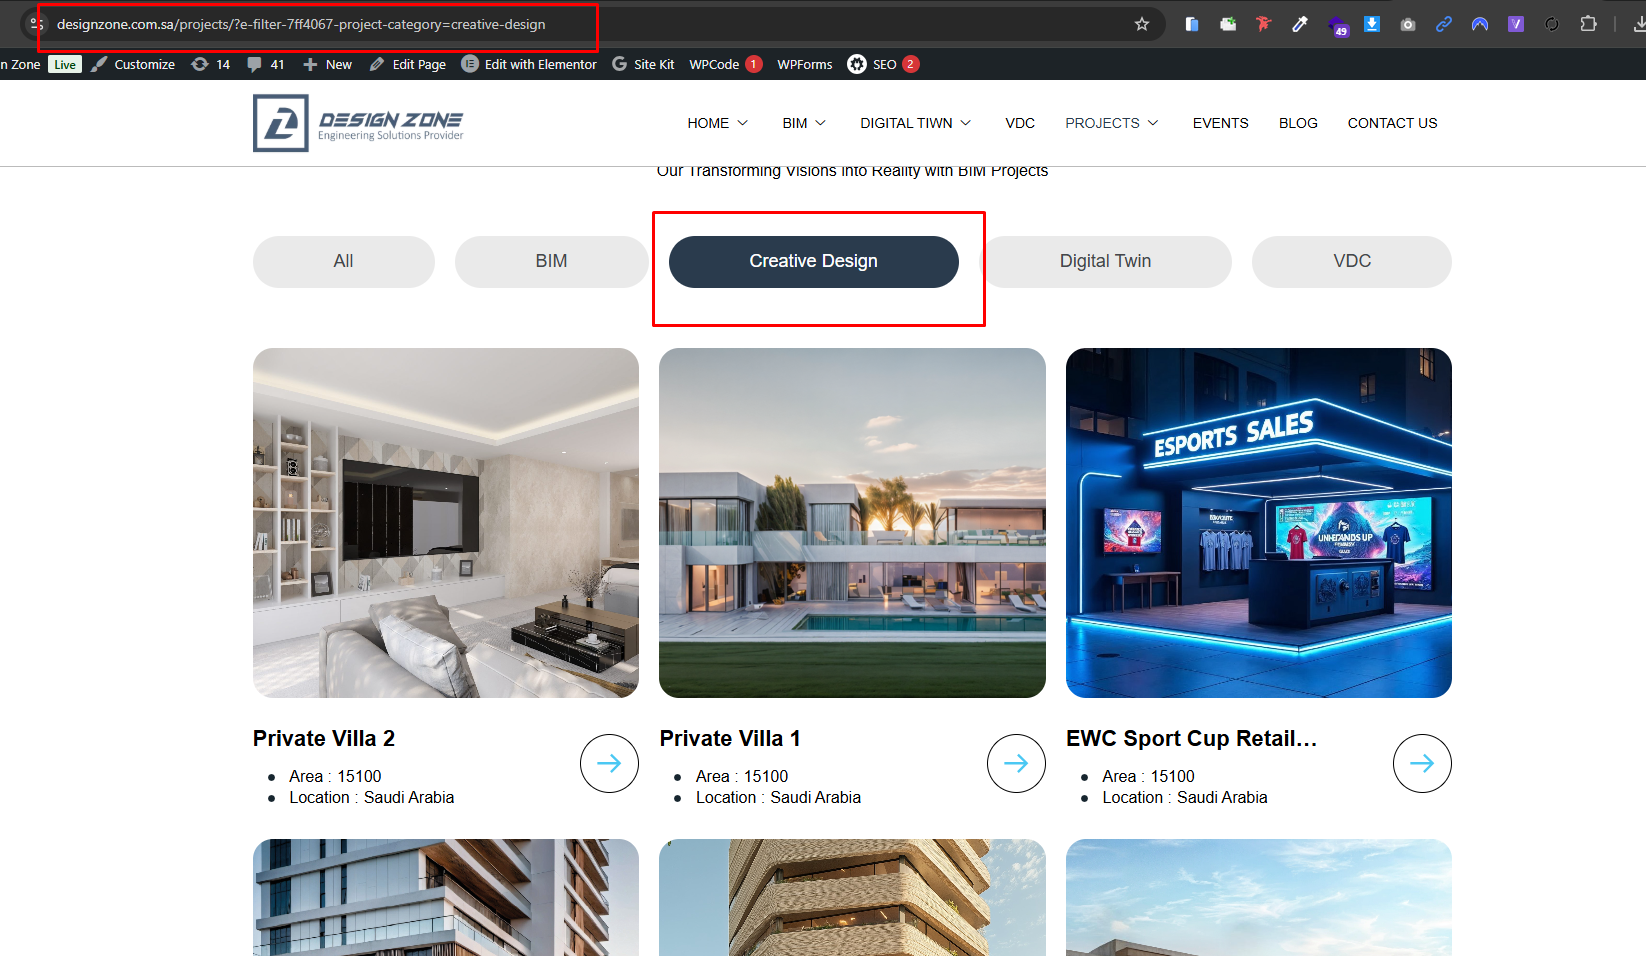 designzone.com.sa/projects/?e-filter-7ff4067-project-category=creative-design
49
n Zone Live Customize 14 41 New Edit Page Edit with Elementor Site Kit WPCode 1 WPForms SEO 2
DESIGN ZONE
Engineering Solutions Provider
HOME BIM DIGITAL TIWN VDC PROJECTS EVENTS BLOG CONTACT US
Our Transforming Visions into Reality with BIM Projects
All BIM Creative Design Digital Twin VDC
ESPORTS SALES
Private Villa 2 Private Villa 1 EWC Sport Cup Retail...
Area : 15100 Area : 15100 Area : 15100
Location : Saudi Arabia Location : Saudi Arabia Location : Saudi Arabia